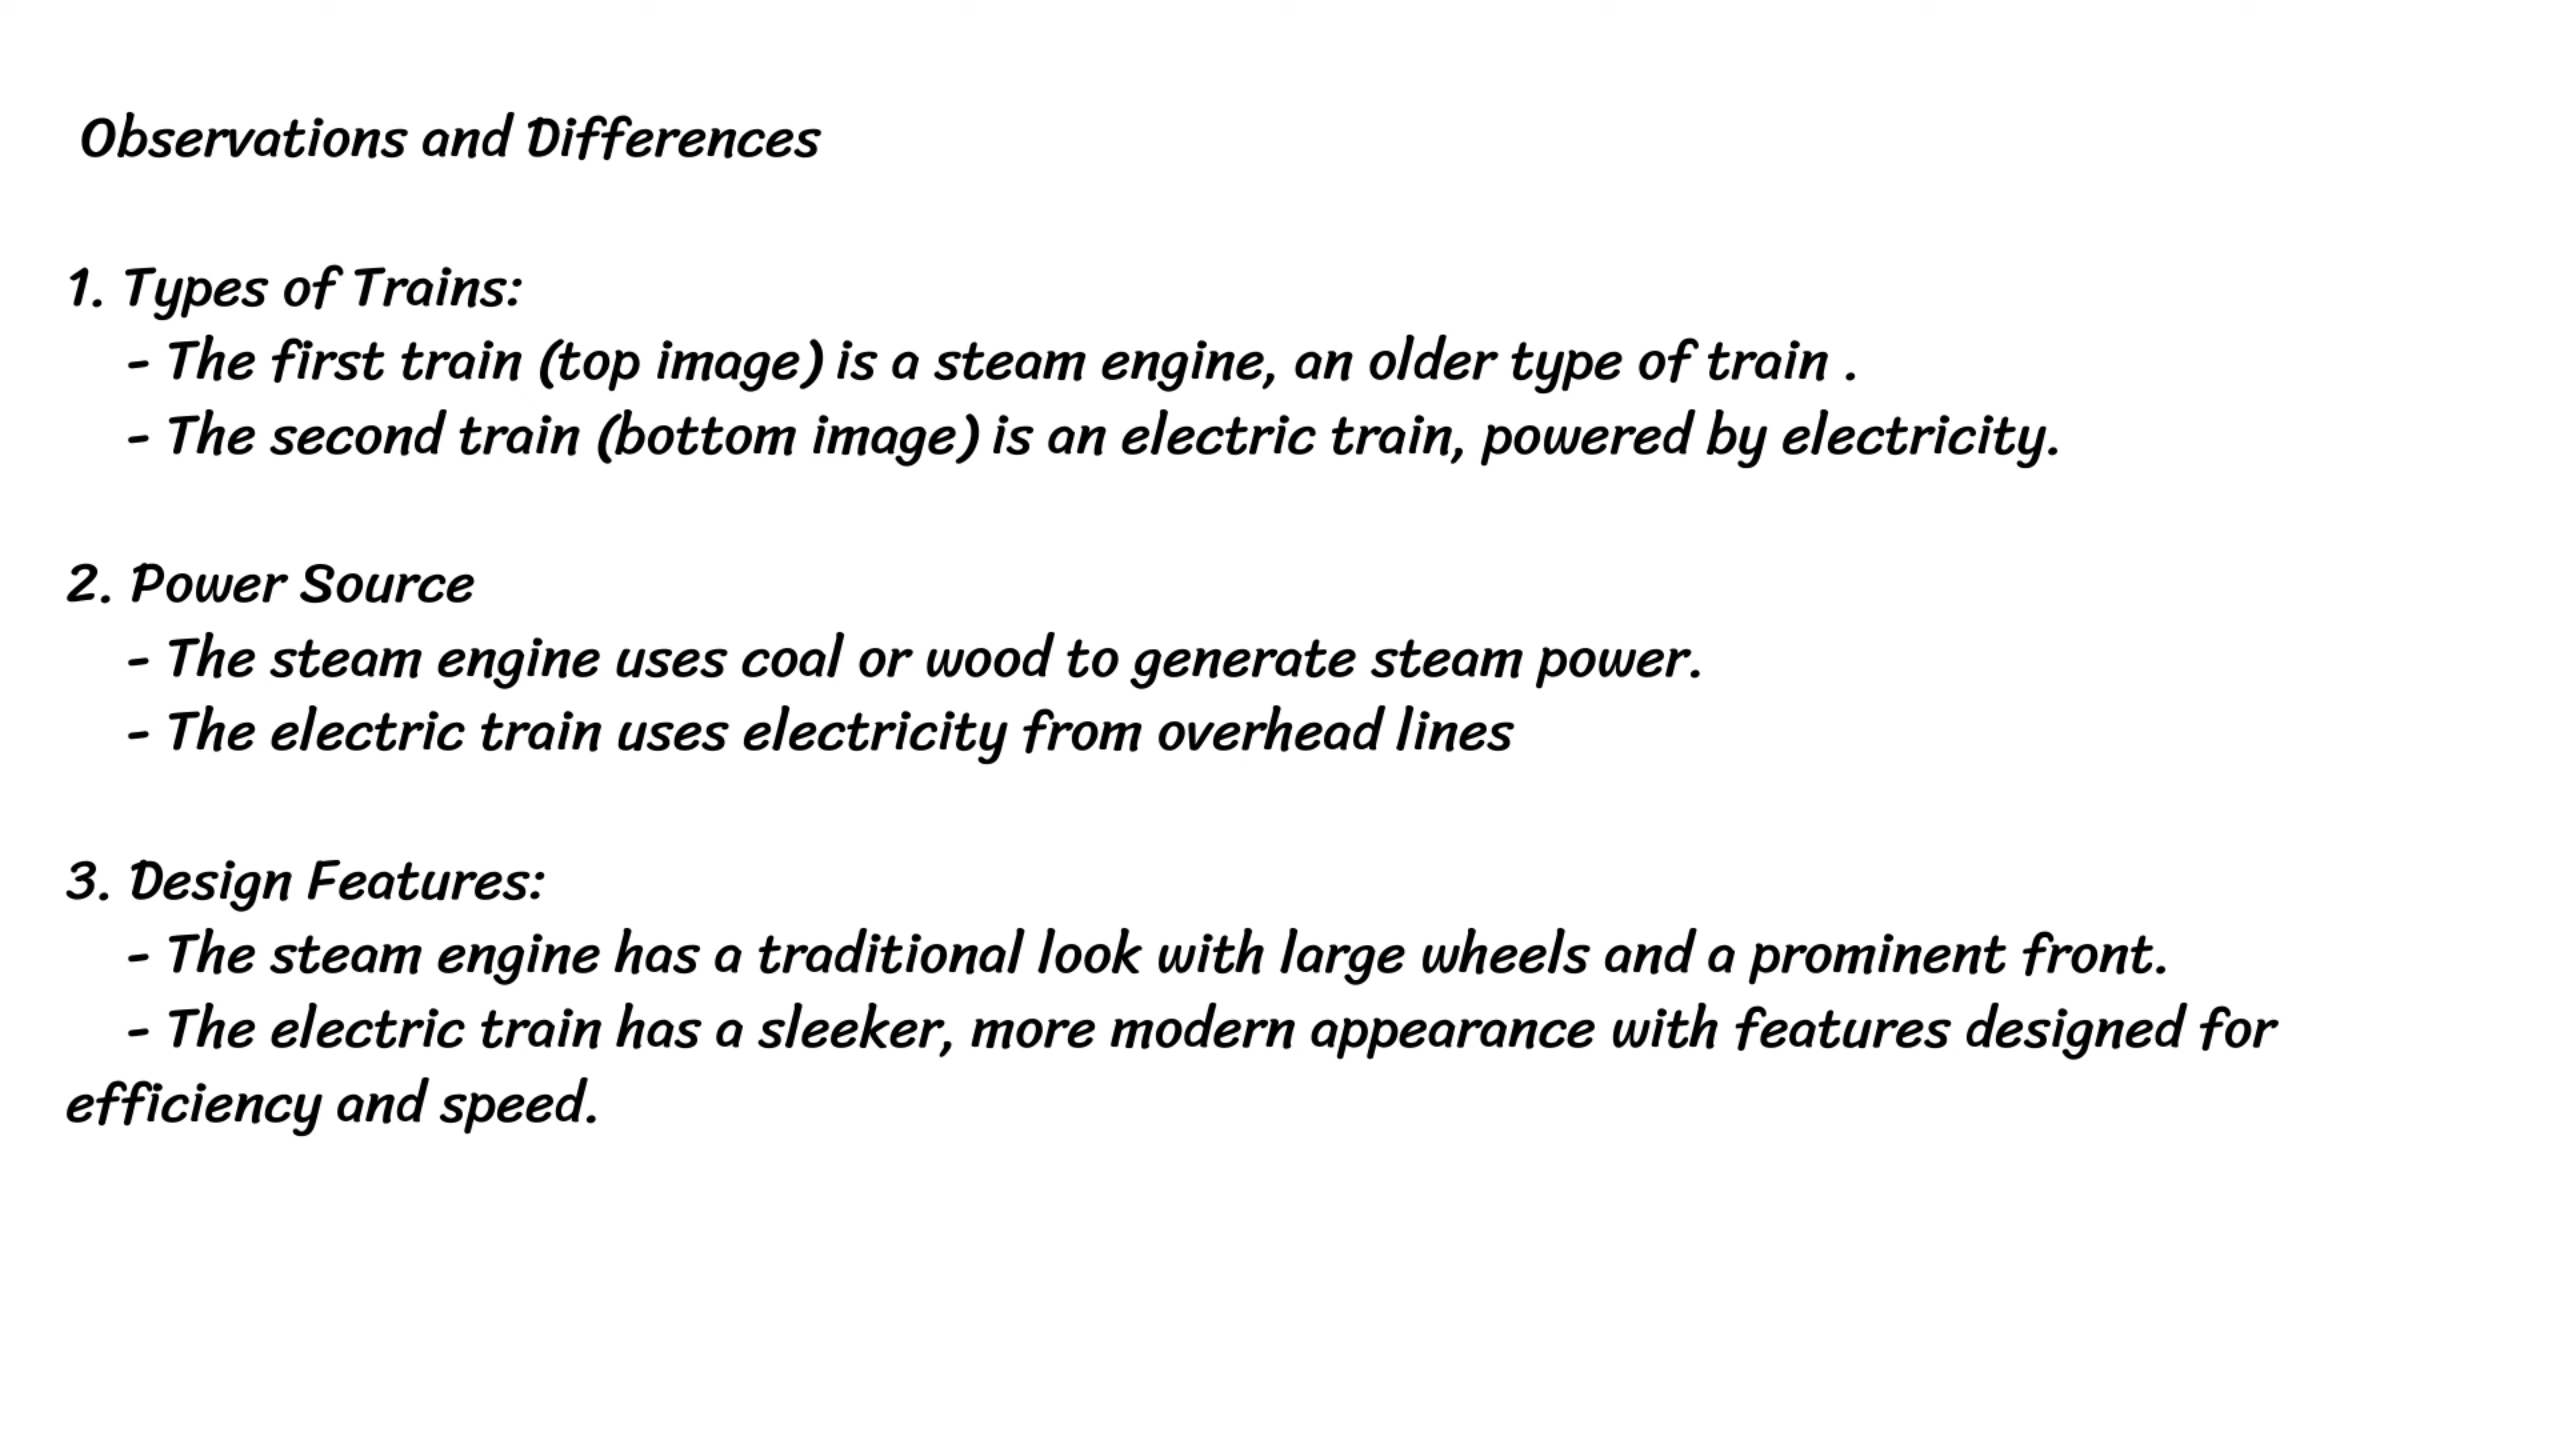 Observations and Differences
1. Types of Trains:
- The first train (top image) is a steam engine, an older type of train .
- The second train (bottom image) is an electric train, powered by electricity.
2. Power Source
- The steam engine uses coal or wood to generate steam power.
- The electric train uses electricity from overhead lines
3. Design Features:
- The steam engine has a traditional look with large wheels and a prominent front.
- The electric train has a sleeker, more modern appearance with features designed for
efficiency and speed.